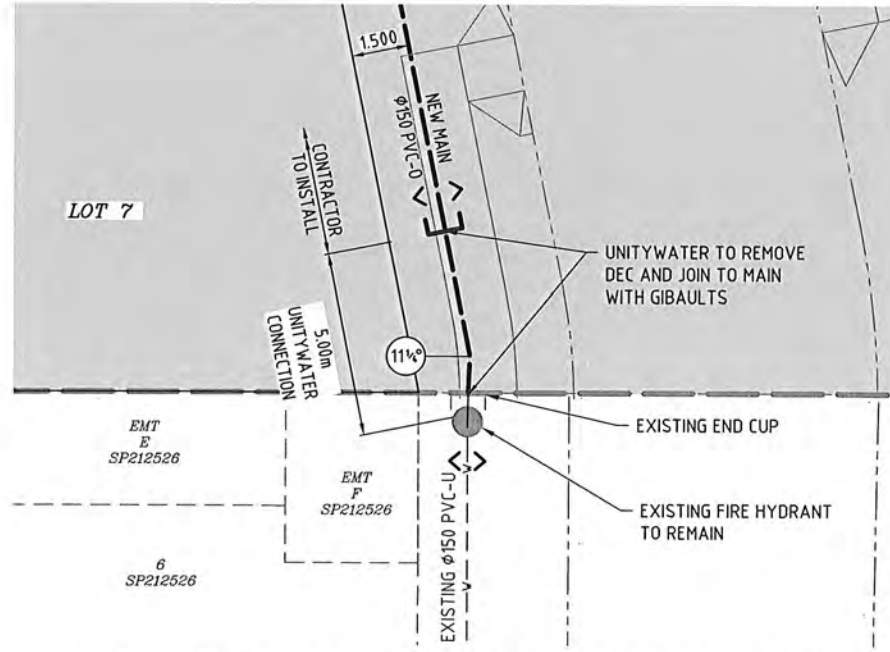 1.500
NEW MAIN
φ150 PVC-O
CONTRACTOR
TO INSTALL
LOT 7
UNITYWATER TO REMOVE
DEC AND JOIN TO MAIN
WITH GIBAULTS
5.00m
UNITYWATER
CONNECTION
11¼°
EXISTING END CUP
EMT
E
SP212526
EMT
F
SP212526
EXISTING FIRE HYDRANT
TO REMAIN
6
SP212526
EXISTING φ150 PVC-U